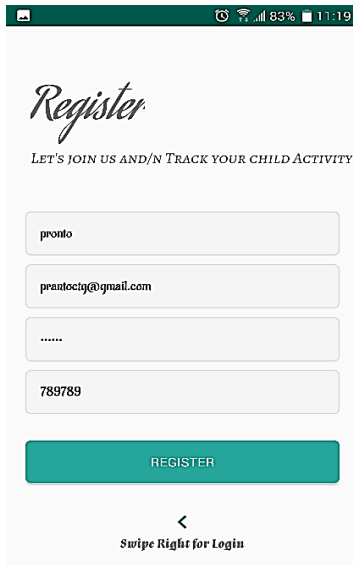 83% 11:19
Register
LET'S JOIN US AND/N TRACK YOUR CHILD ACTIVITY
pronto
prantoctg@gmail.com
......
789789
REGISTER
Swipe Right for Login